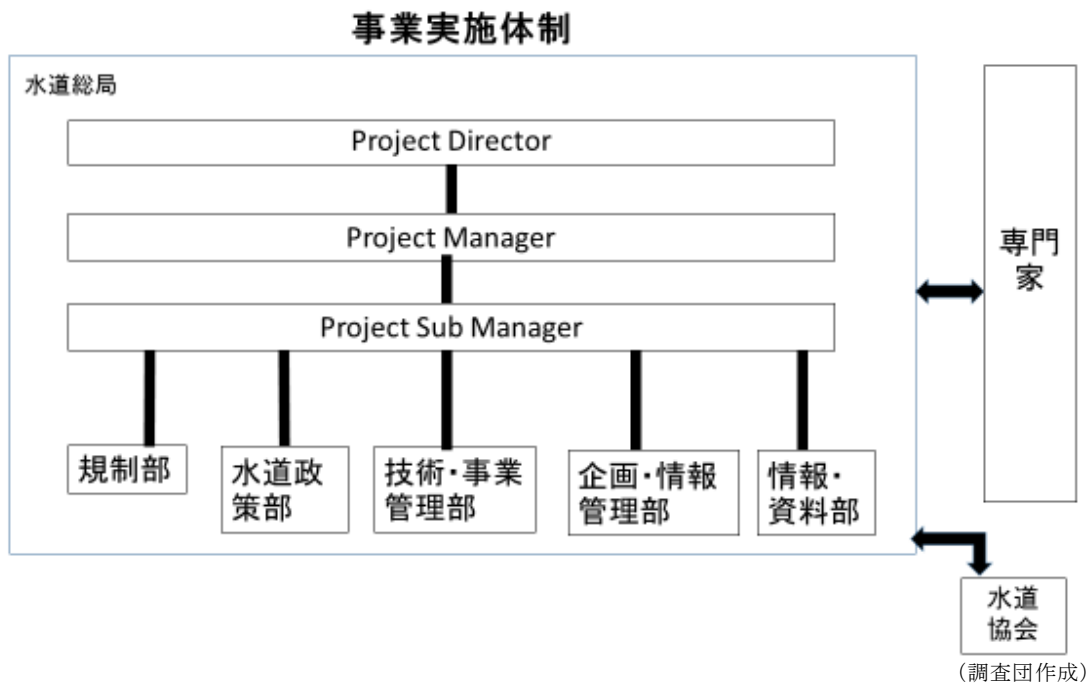 事業実施体制
水道総局
Project Director
Project Manager
Project Sub Manager
規制部
水道政
策部
技術・事業
管理部
企画・情報
管理部
情報・
資料部
専門
家
水道
協会
（調査団作成）